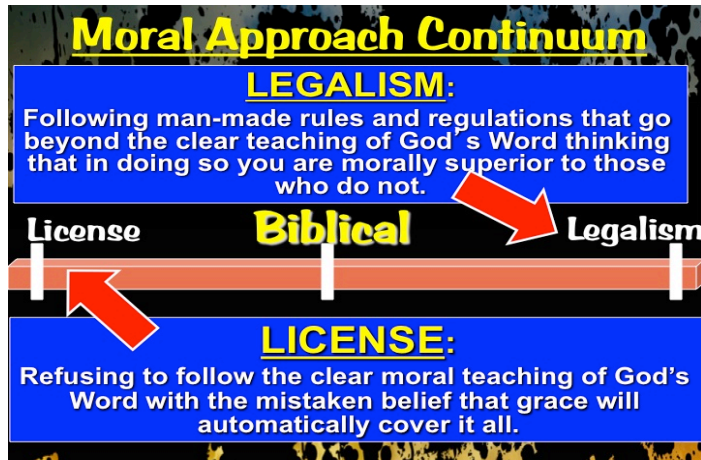 Moral Approach Continuum
LEGALISM:
Following man-made rules and regulations that go
beyond the clear teaching of God's Word thinking
that in doing so you are morally superior to those
who do not.
License Biblical Legalism
LICENSE:
Refusing to follow the clear moral teaching of God's
Word with the mistaken belief that grace will
automatically cover it all.